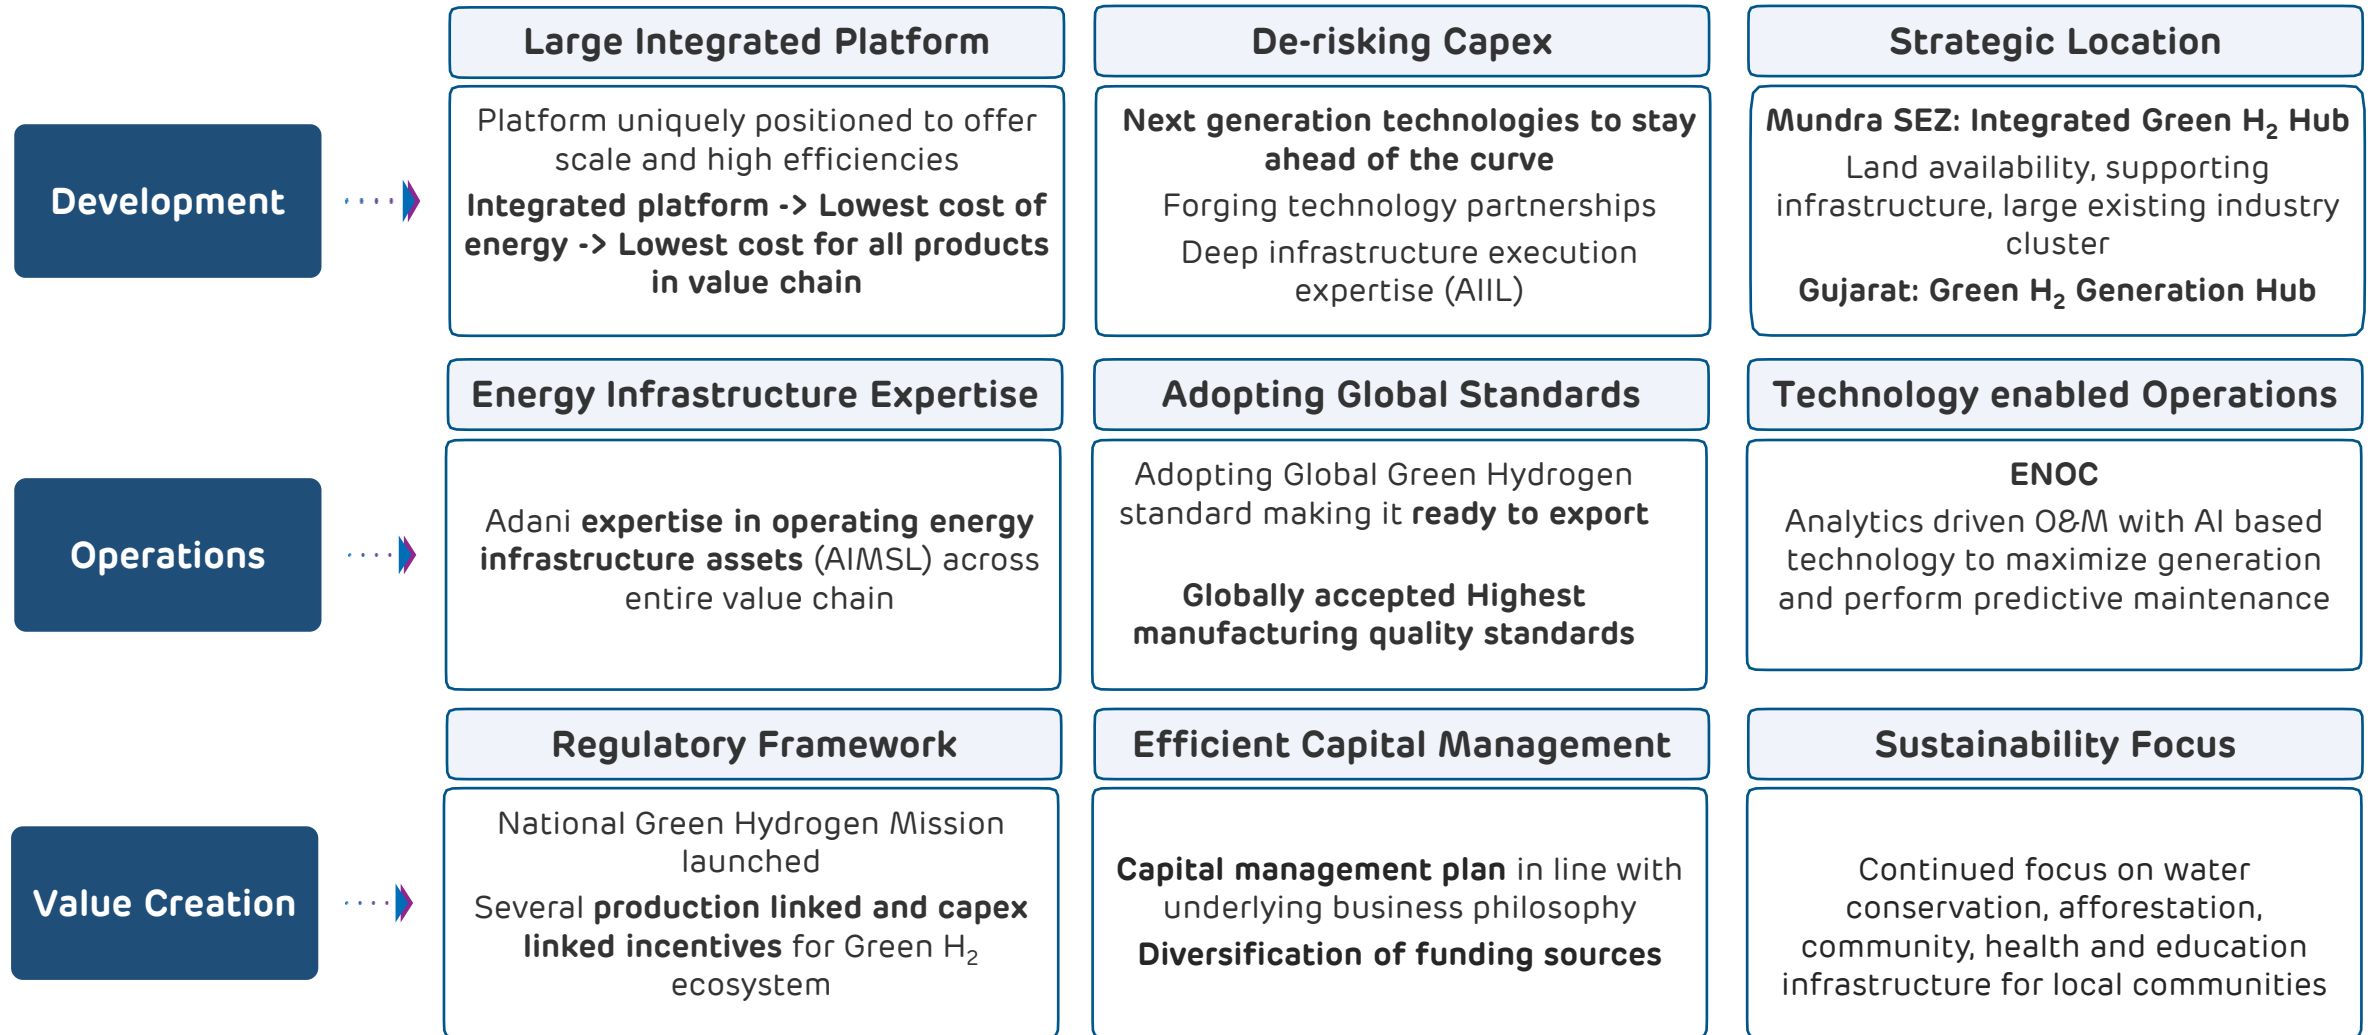 Large Integrated Platform
De-risking Capex
Strategic Location
Development
Platform uniquely positioned to offer
scale and high efficiencies
Integrated platform -> Lowest cost of
energy -> Lowest cost for all products
in value chain
Next generation technologies to stay
ahead of the curve
Forging technology partnerships
Deep infrastructure execution
expertise (AIIL)
Mundra SEZ: Integrated Green H₂ Hub
Land availability, supporting
infrastructure, large existing industry
cluster
Gujarat: Green H₂ Generation Hub
Energy Infrastructure Expertise
Adopting Global Standards
Technology enabled Operations
Operations
Adani expertise in operating energy
infrastructure assets (AIMSL) across
entire value chain
Adopting Global Green Hydrogen
standard making it ready to export
Globally accepted Highest
manufacturing quality standards
ENOC
Analytics driven O&M with AI based
technology to maximize generation
and perform predictive maintenance
Regulatory Framework
Efficient Capital Management
Sustainability Focus
Value Creation
National Green Hydrogen Mission
launched
Several production linked and capex
linked incentives for Green H₂
ecosystem
Capital management plan in line with
underlying business philosophy
Diversification of funding sources
Continued focus on water
conservation, afforestation,
community, health and education
infrastructure for local communities